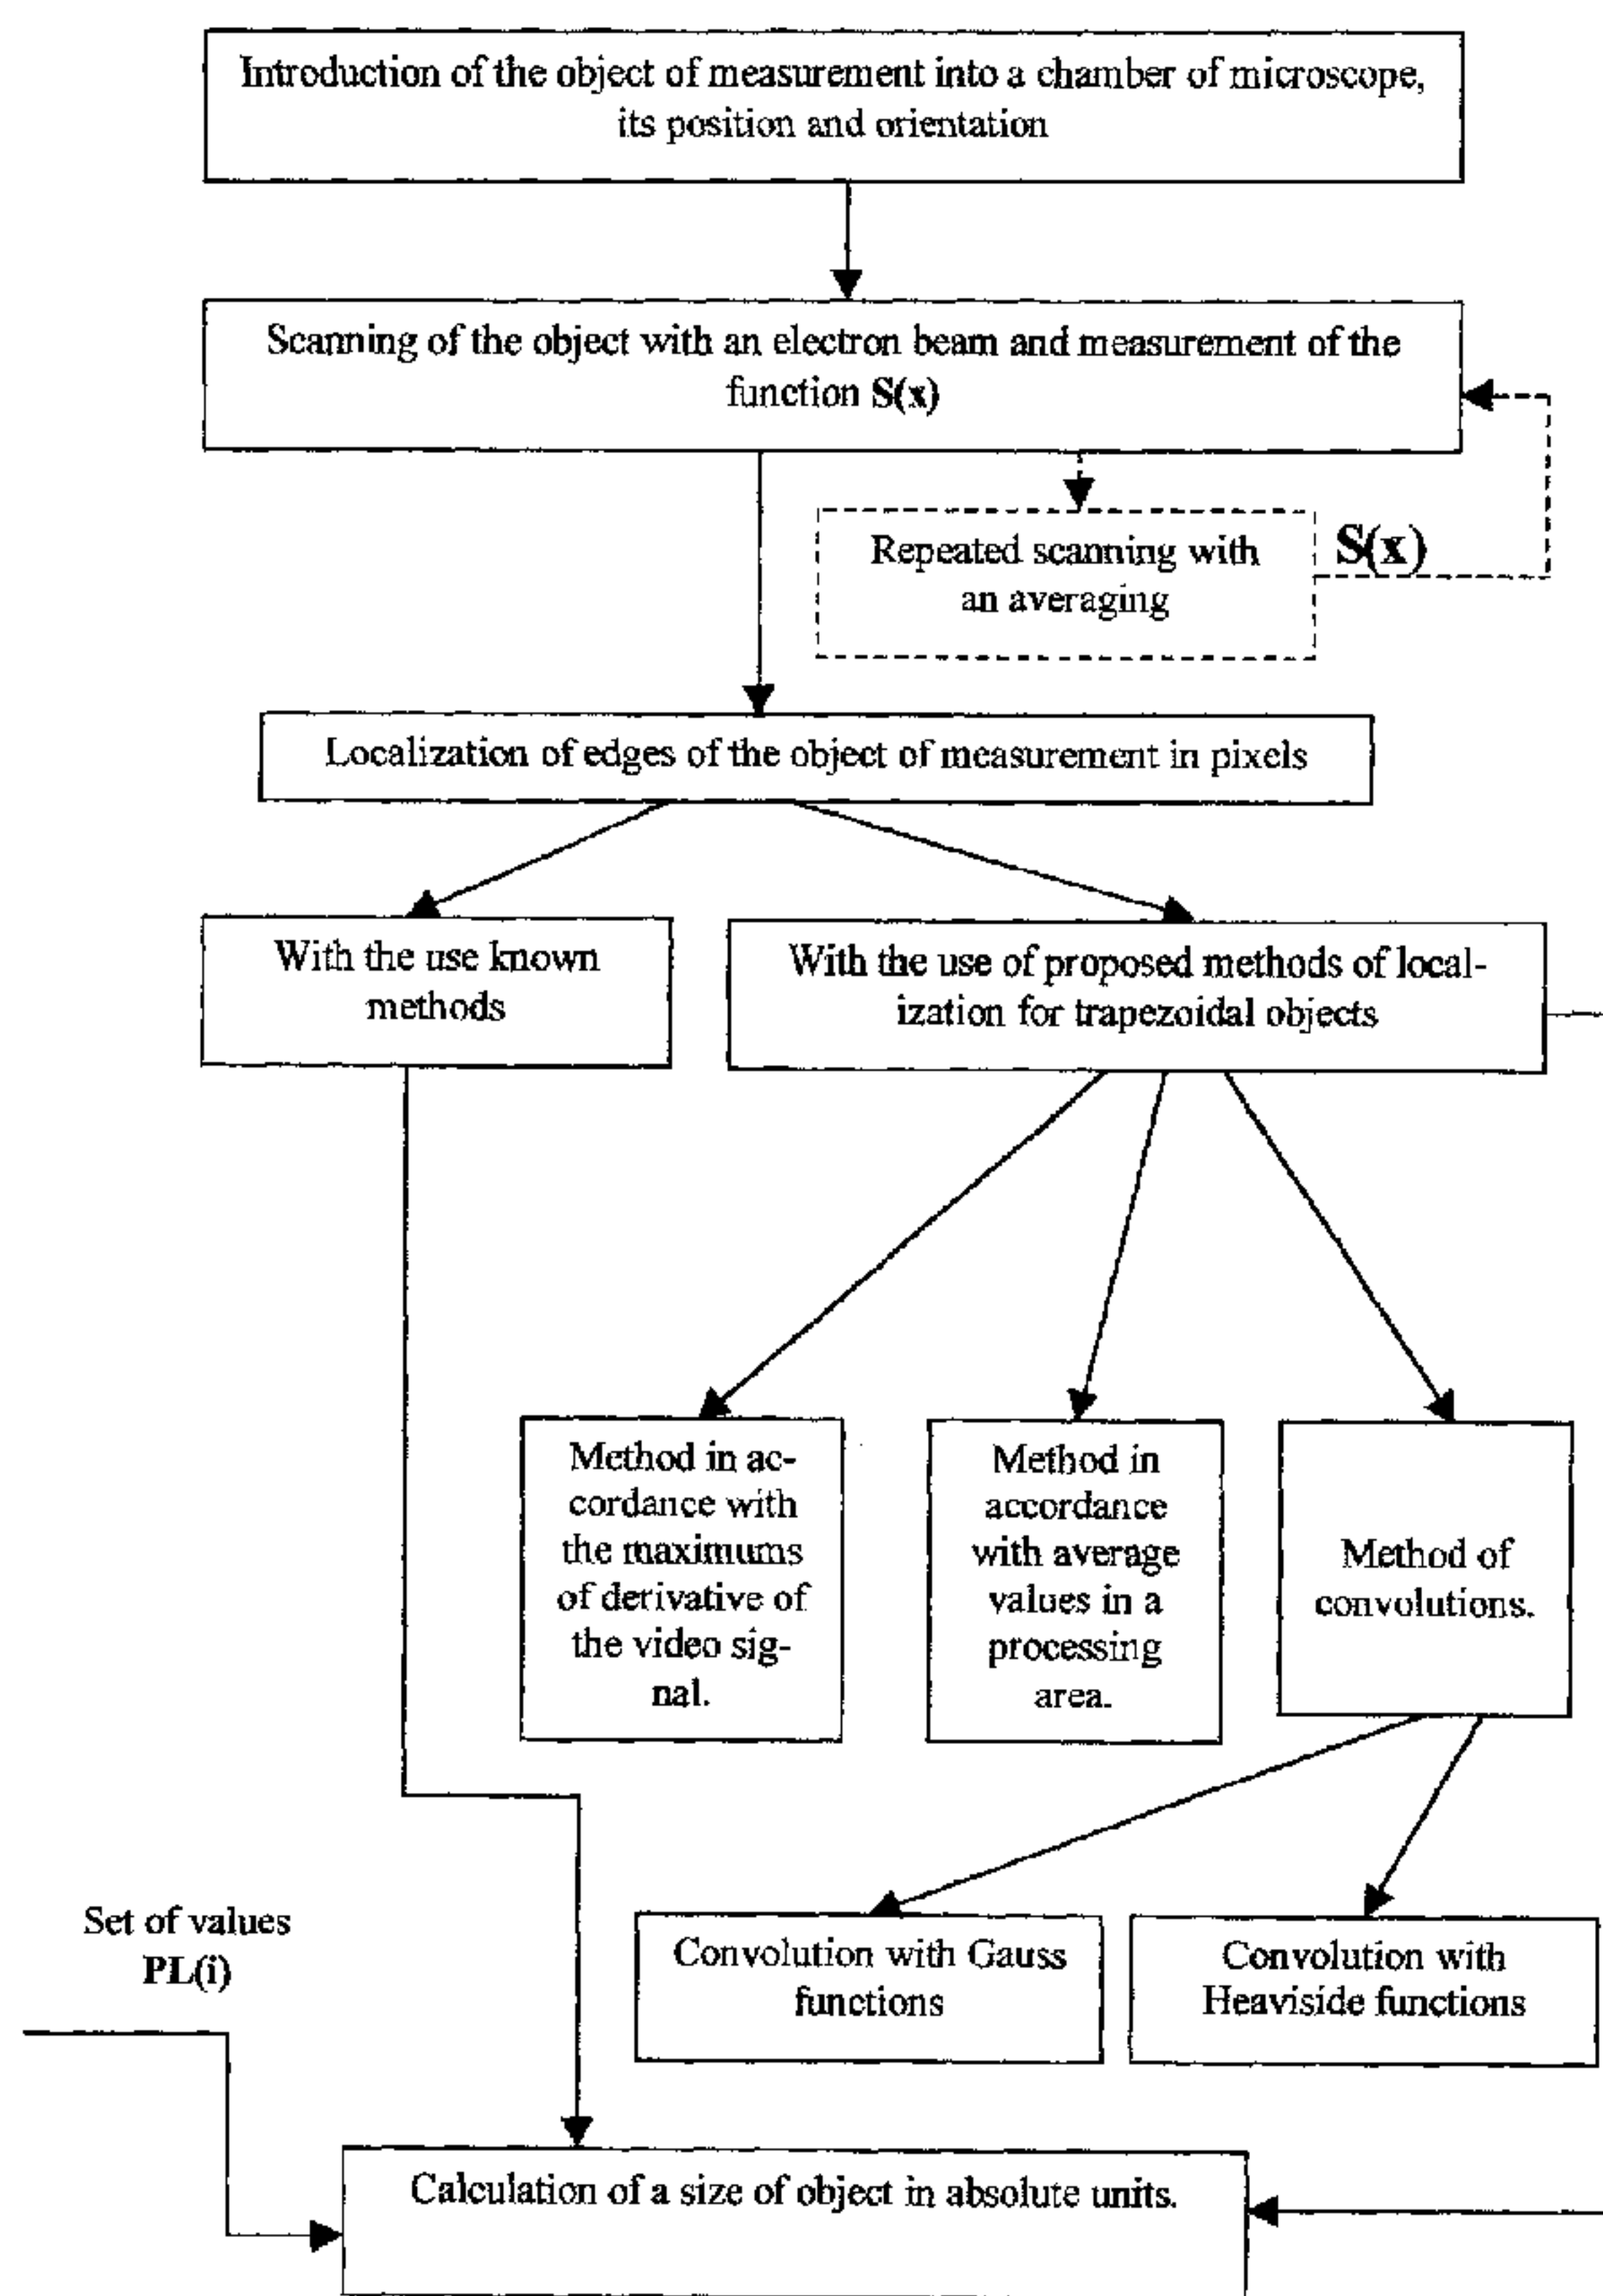 Introduction of the object of measurement into a chamber of microscope,
its position and orientation
Scanning of the object with an electron beam and measurement of the
function S(x)
Repeated scanning with
an averaging
S(x)
Localization of edges of the object of measurement in pixels
With the use known
methods
With the use of proposed methods of local-
ization for trapezoidal objects
Method in ac-
cordance with
the maximums
of derivative of
the video sig-
nal.
Method in
accordance
with average
values in a
processing
area.
Method of
convolutions.
Set of values
PL(i)
Convolution with Gauss
functions
Convolution with
Heaviside functions
Calculation of a size of object in absolute units.